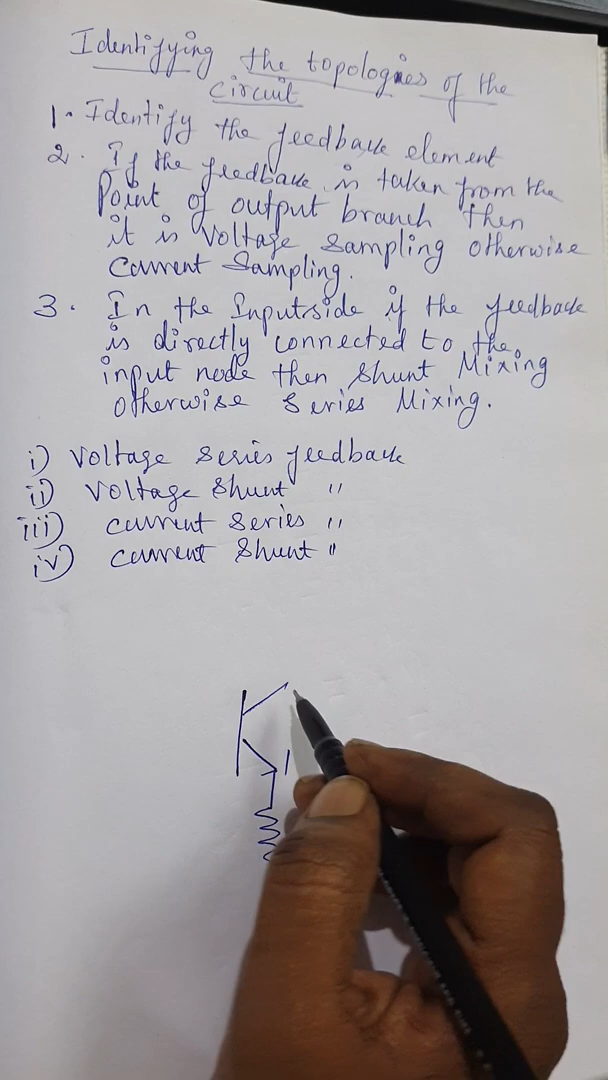 Identifying the topologies of the
circuit
1. Identify the feedback element
2. If the feedback is taken from the
Point of output branch then
it is Voltage Sampling otherwise
Current Sampling.
3. In the Inputside if the feedback
is directly connected to the
input node then Shunt Mixing
otherwise Series Mixing.
i) Voltage Series feedback
ii) Voltage Shunt "
iii) current Series "
iv) current Shunt "